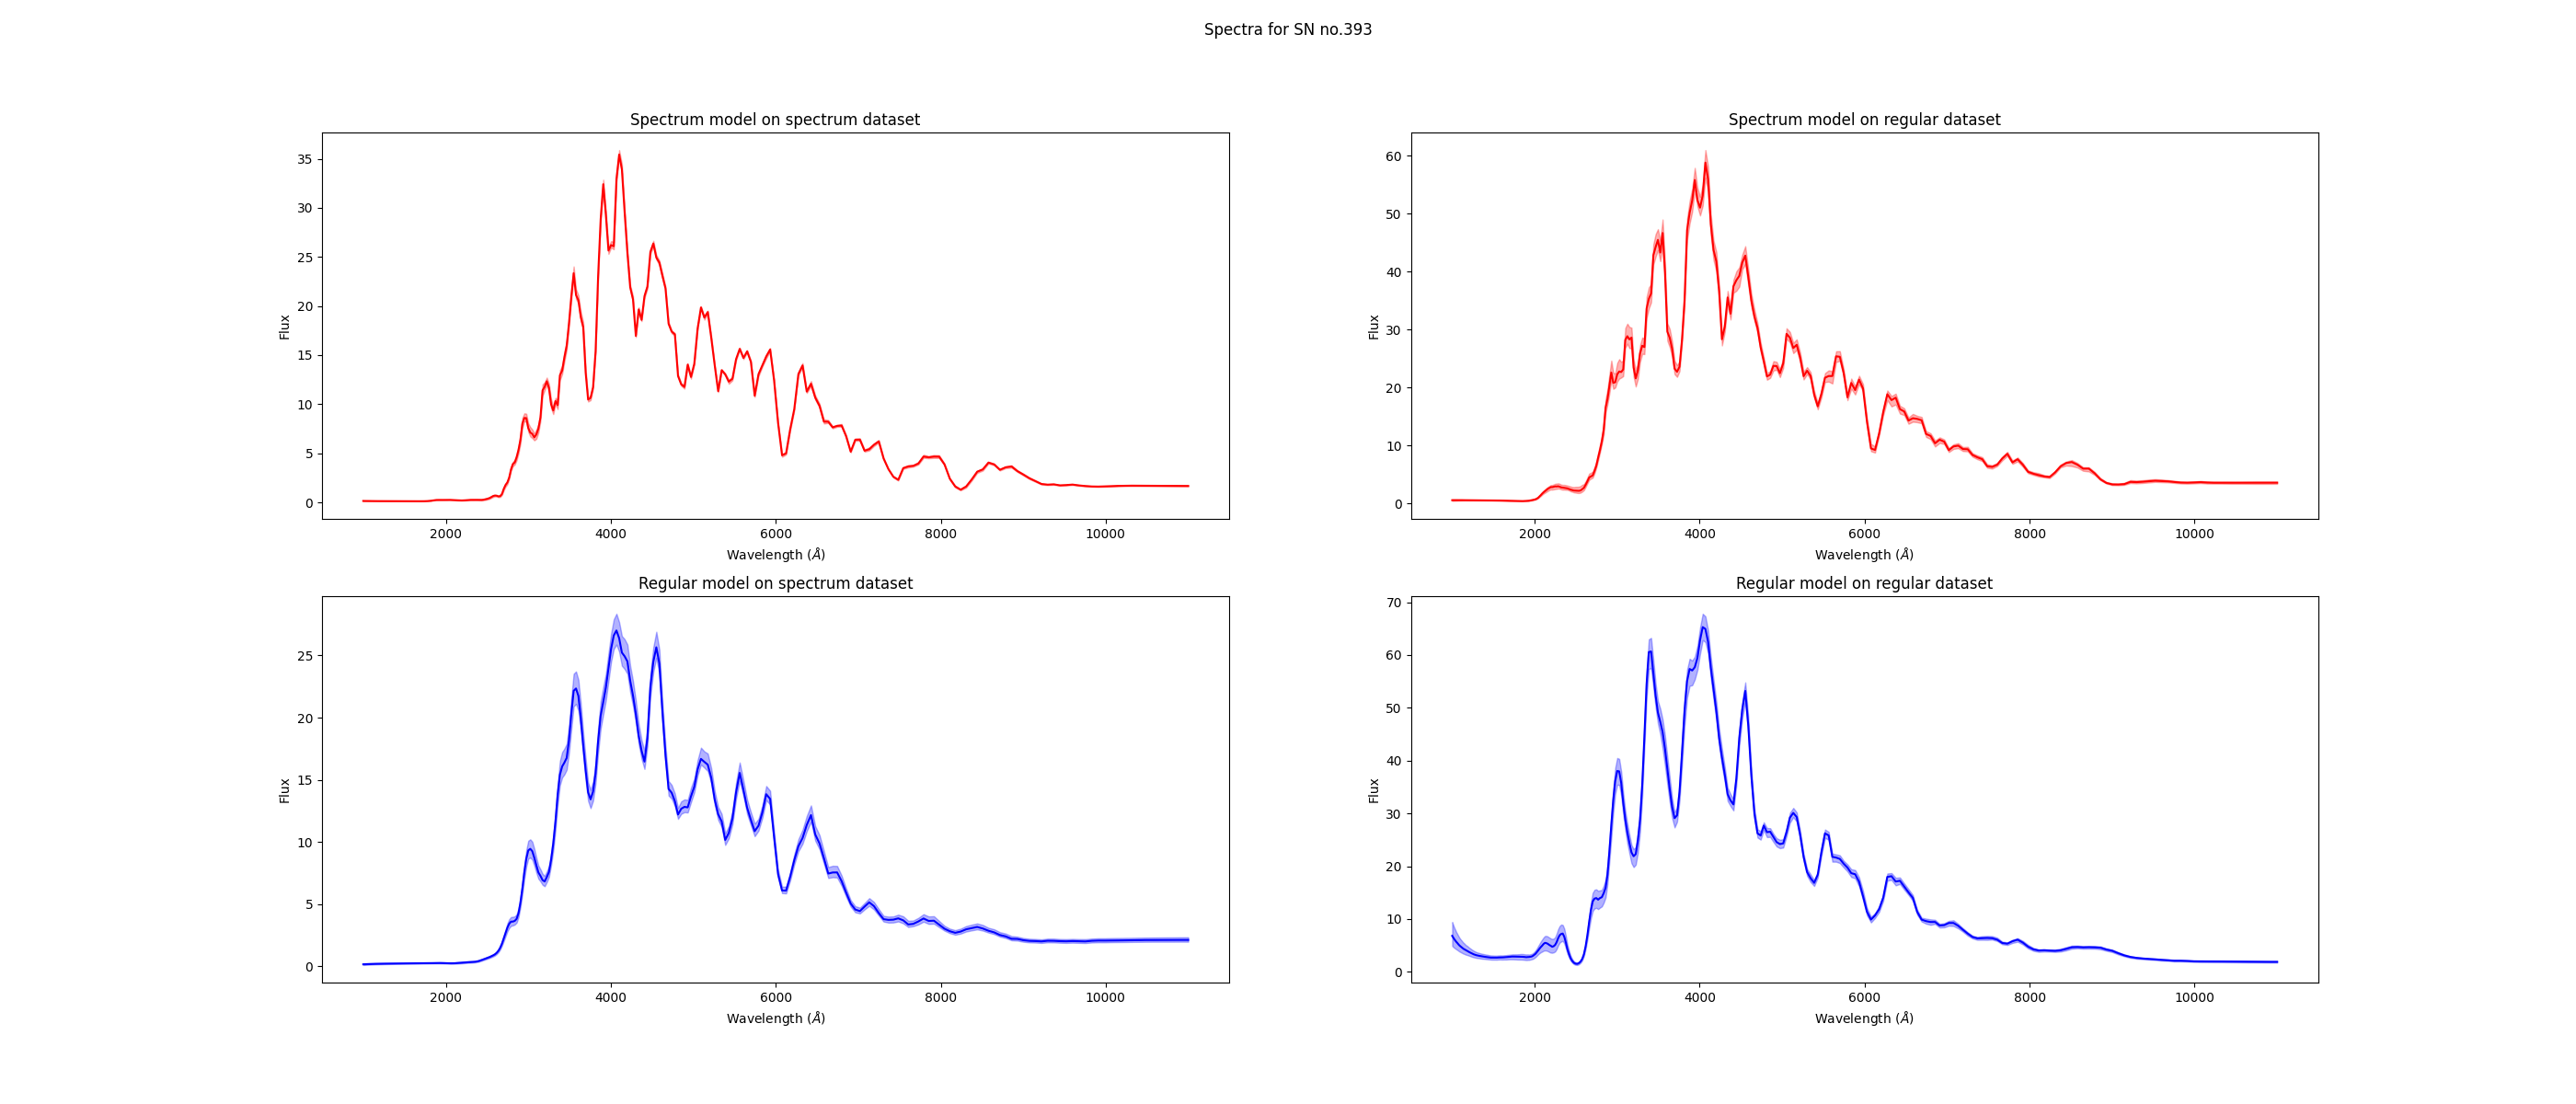 Spectra for SN no.393
Spectrum model on spectrum dataset
35
30
25
20
15
10
5
0
Flux
2000 4000 6000 8000 10000
Wavelength (Å)
Spectrum model on regular dataset
60
50
40
30
20
10
0
Flux
2000 4000 6000 8000 10000
Wavelength (Å)
Regular model on spectrum dataset
25
20
15
10
5
0
Flux
2000 4000 6000 8000 10000
Wavelength (Å)
Regular model on regular dataset
70
60
50
40
30
20
10
0
Flux
2000 4000 6000 8000 10000
Wavelength (Å)